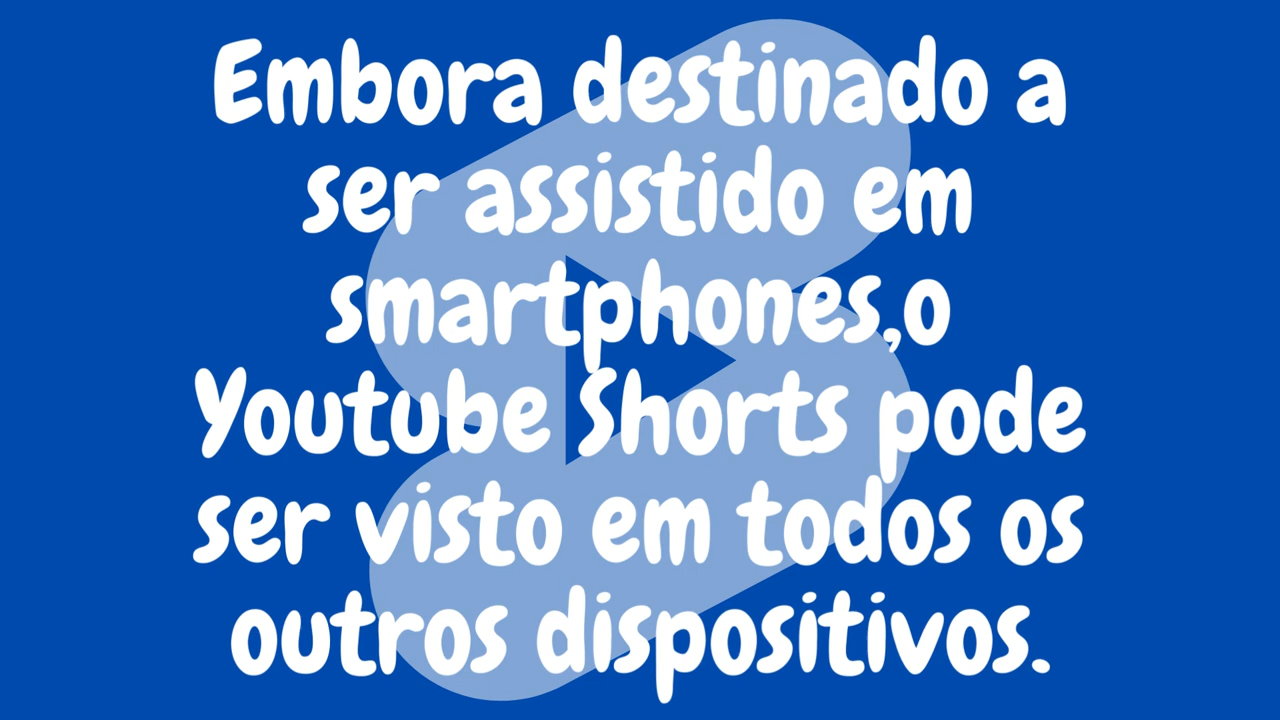 Embora destinado a
ser assistido em
smartphones,o
Youtube Shorts pode
ser visto em todos os
outros dispositivos.